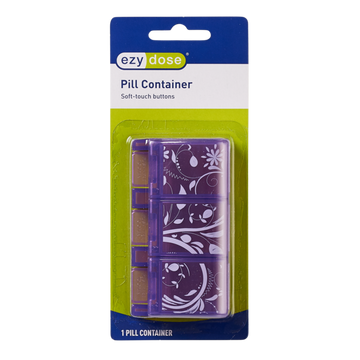 ezy dose®
Pill Container
Soft-touch buttons
1 PILL CONTAINER